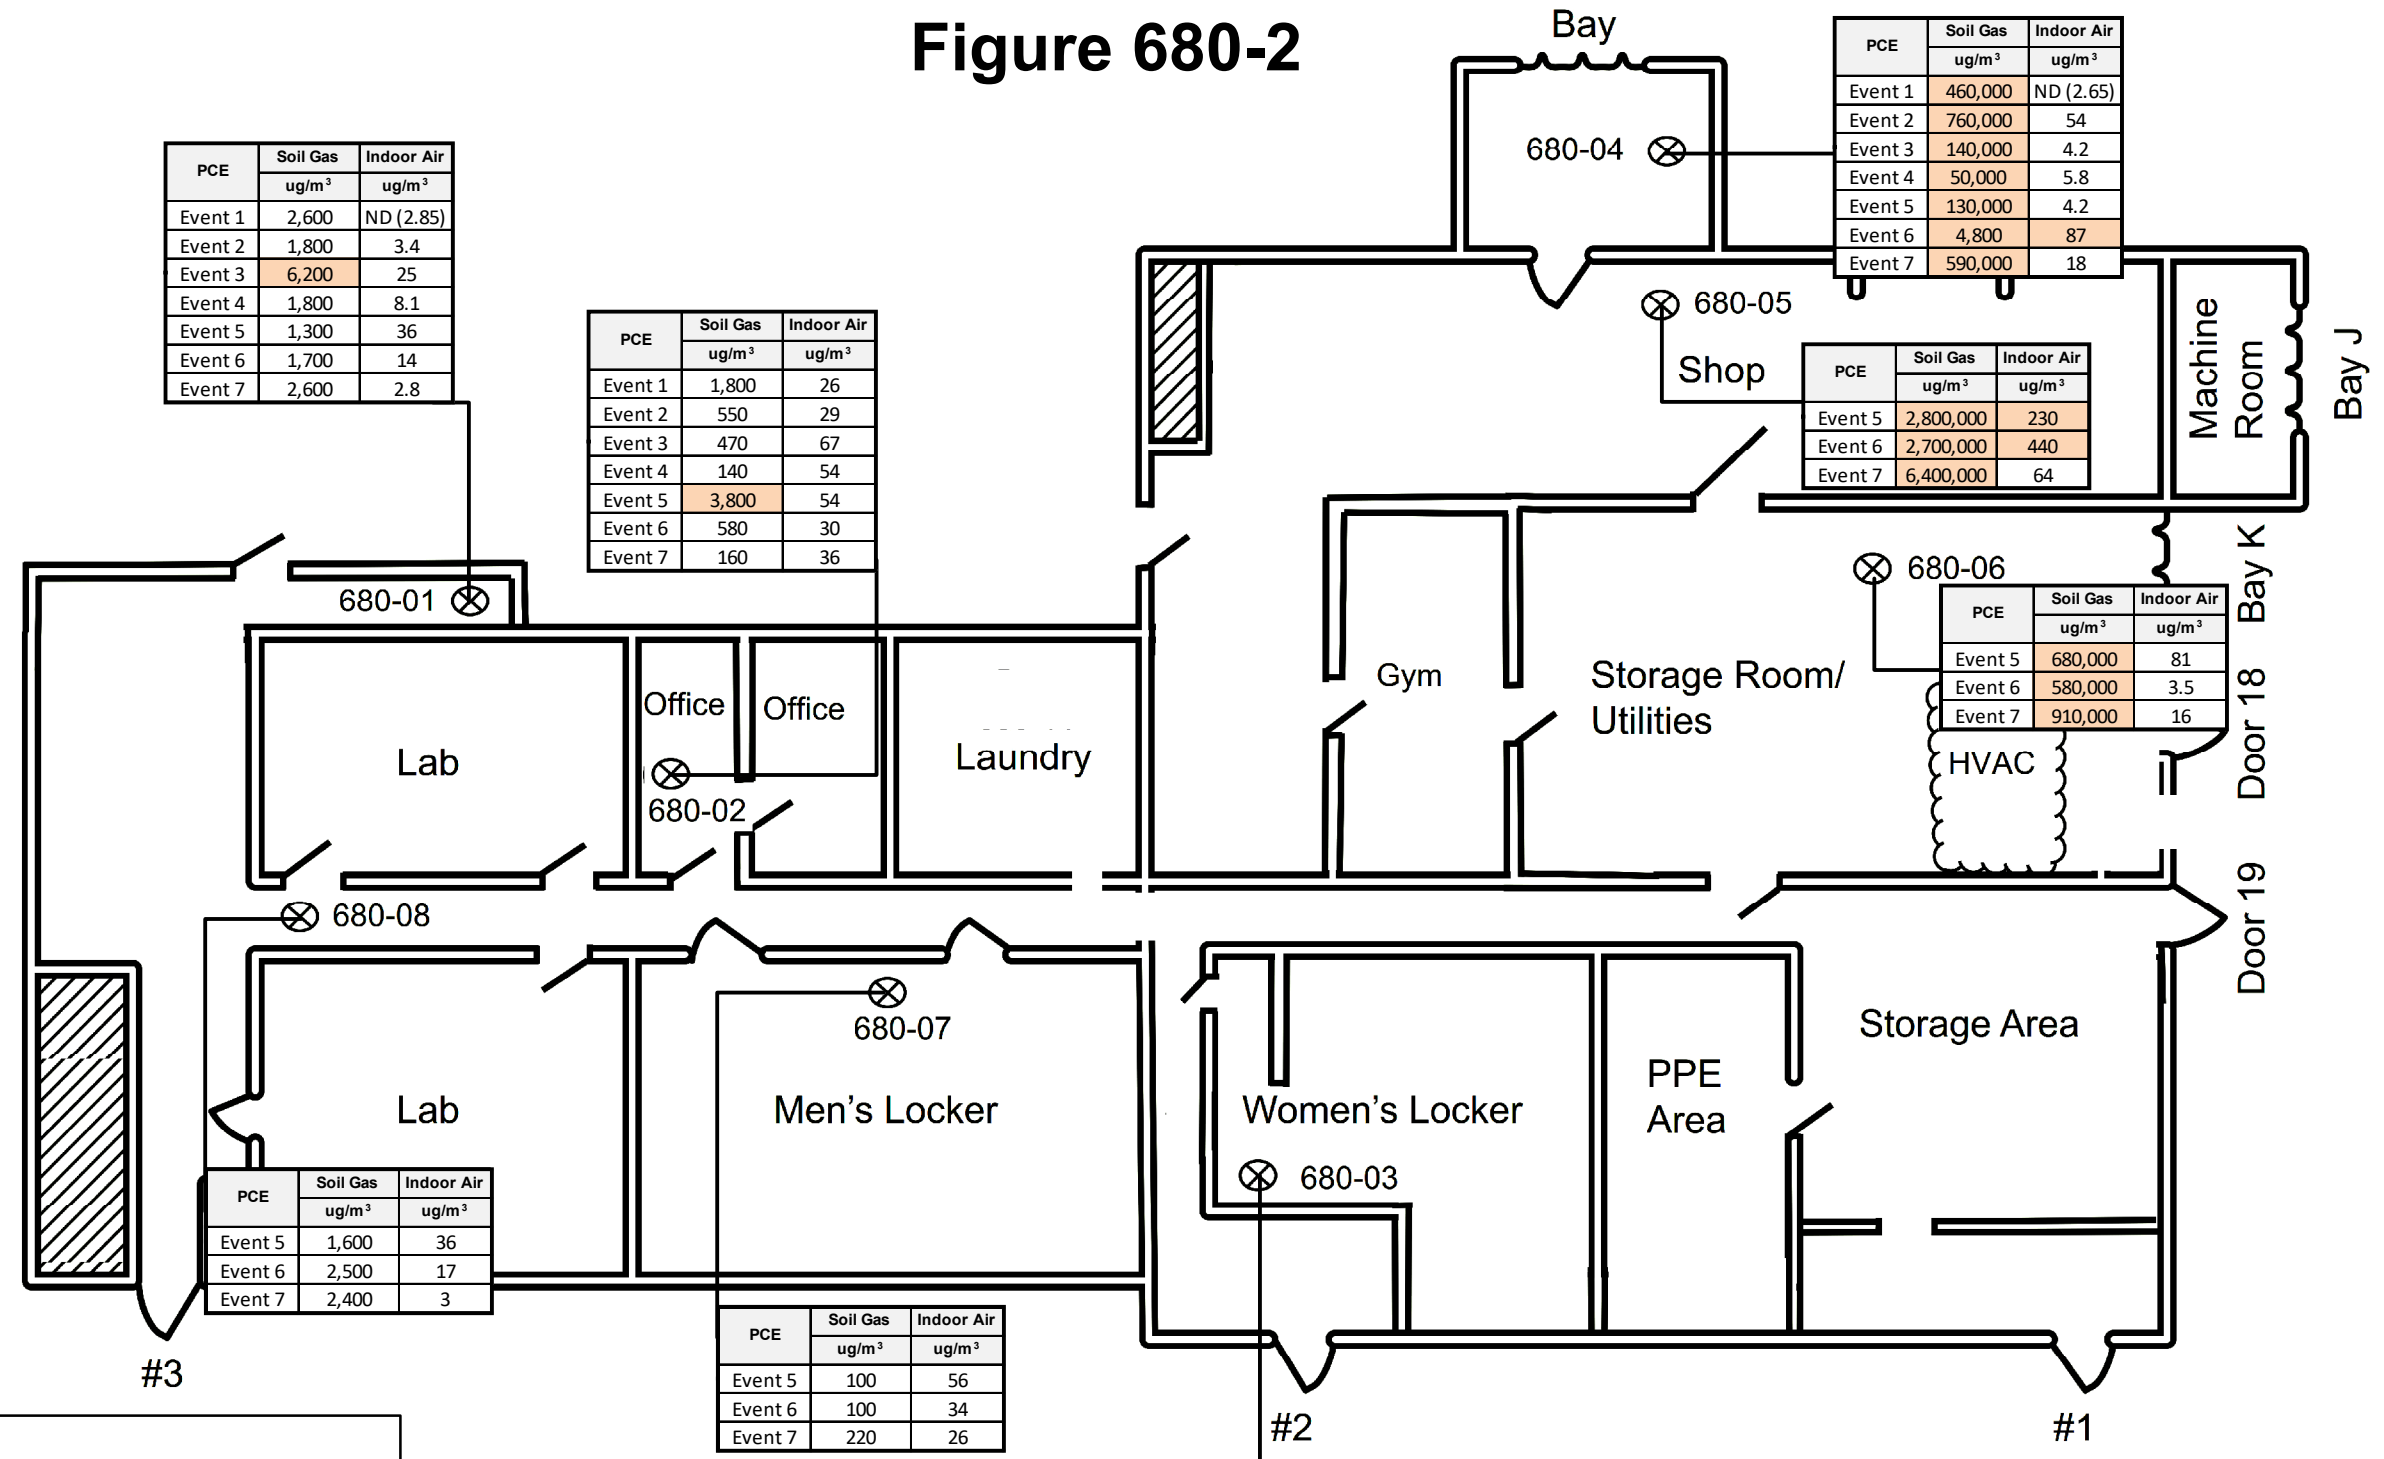 Figure 680-2
Bay
PCE Soil Gas Indoor Air
ug/m³ ug/m³
Event 1 460,000 ND (2.65)
Event 2 760,000 54
Event 3 140,000 4.2
Event 4 50,000 5.8
Event 5 130,000 4.2
Event 6 4,800 87
Event 7 590,000 18
680-04
PCE Soil Gas Indoor Air
ug/m³ ug/m³
Event 1 2,600 ND (2.85)
Event 2 1,800 3.4
Event 3 6,200 25
Event 4 1,800 8.1
Event 5 1,300 36
Event 6 1,700 14
Event 7 2,600 2.8
680-01
PCE Soil Gas Indoor Air
ug/m³ ug/m³
Event 1 1,800 26
Event 2 550 29
Event 3 470 67
Event 4 140 54
Event 5 3,800 54
Event 6 580 30
Event 7 160 36
680-05
Shop
PCE Soil Gas Indoor Air
ug/m³ ug/m³
Event 5 2,800,000 230
Event 6 2,700,000 440
Event 7 6,400,000 64
Machine
Room
Bay J
680-06
Bay K
PCE Soil Gas Indoor Air
ug/m³ ug/m³
Event 5 680,000 81
Event 6 580,000 3.5
Event 7 910,000 16
HVAC
Door 18
Door 19
Lab
Office
Office
680-02
Laundry
Gym
Storage Room/
Utilities
680-08
680-07
Lab
Men's Locker
Women's Locker
680-03
PPE
Area
Storage Area
PCE Soil Gas Indoor Air
ug/m³ ug/m³
Event 5 1,600 36
Event 6 2,500 17
Event 7 2,400 3
PCE Soil Gas Indoor Air
ug/m³ ug/m³
Event 5 100 56
Event 6 100 34
Event 7 220 26
#3
#2
#1